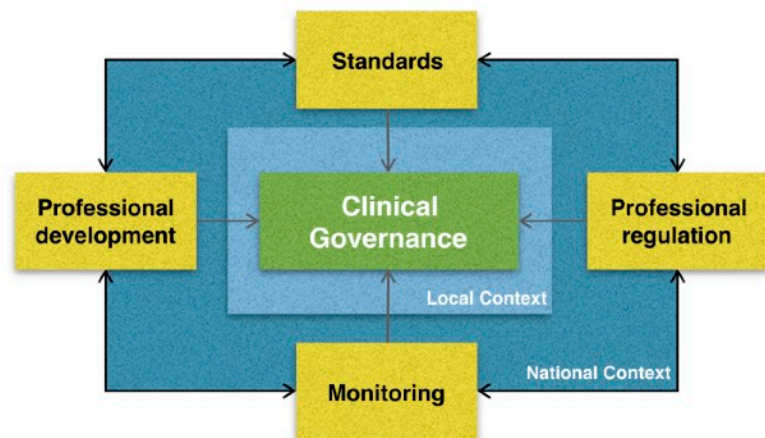 Standards
Professional
development
Clinical
Governance
Professional
regulation
Local Context
National Context
Monitoring